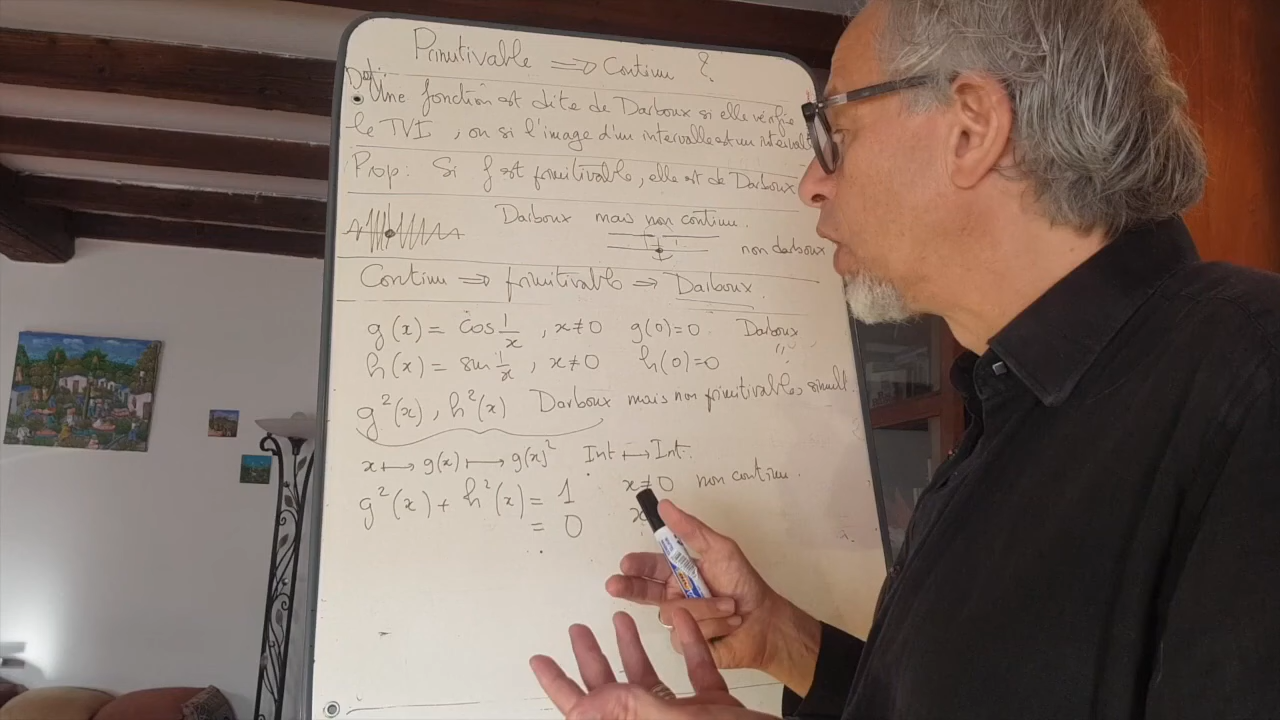 Primitivable ⟹ Continu ?
Def: Une fonction est dite de Darboux si elle vérifie
le TVI, ou si l'image d'un intervalle est un intervalle
Prop: Si f est primitivable, elle est de Darboux
Darboux mais non continue.
non darboux
Continu ⟹ primitivable ⟹ Darboux.
g(x) = cos 1/x , x≠0 g(0)=0. Darboux
h(x) = sin 1/x , x≠0 h(0)=0 "
g²(x), h²(x) Darboux mais non primitivables simult.
x ⟼ g(x) ⟼ g(x)² Int ⟼ Int.
g²(x) + h²(x) = 1 x≠0 non continu.
= 0 x